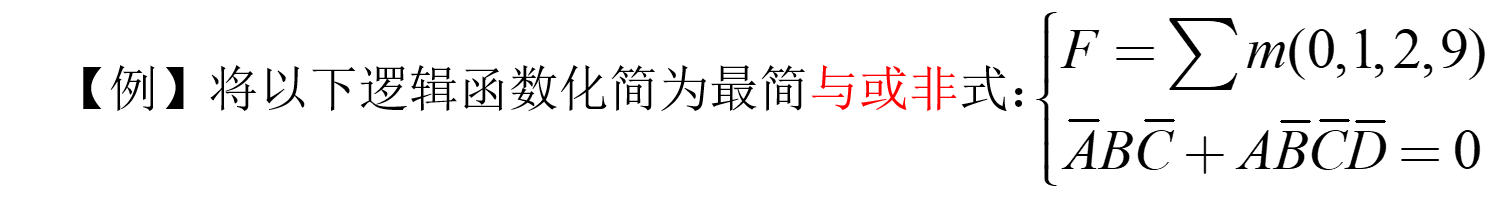 【例】将以下逻辑函数化简为最简与或非式：
F = ∑ m(0,1,2,9)
A̅BC̅ + AB̅C̅D̅ = 0